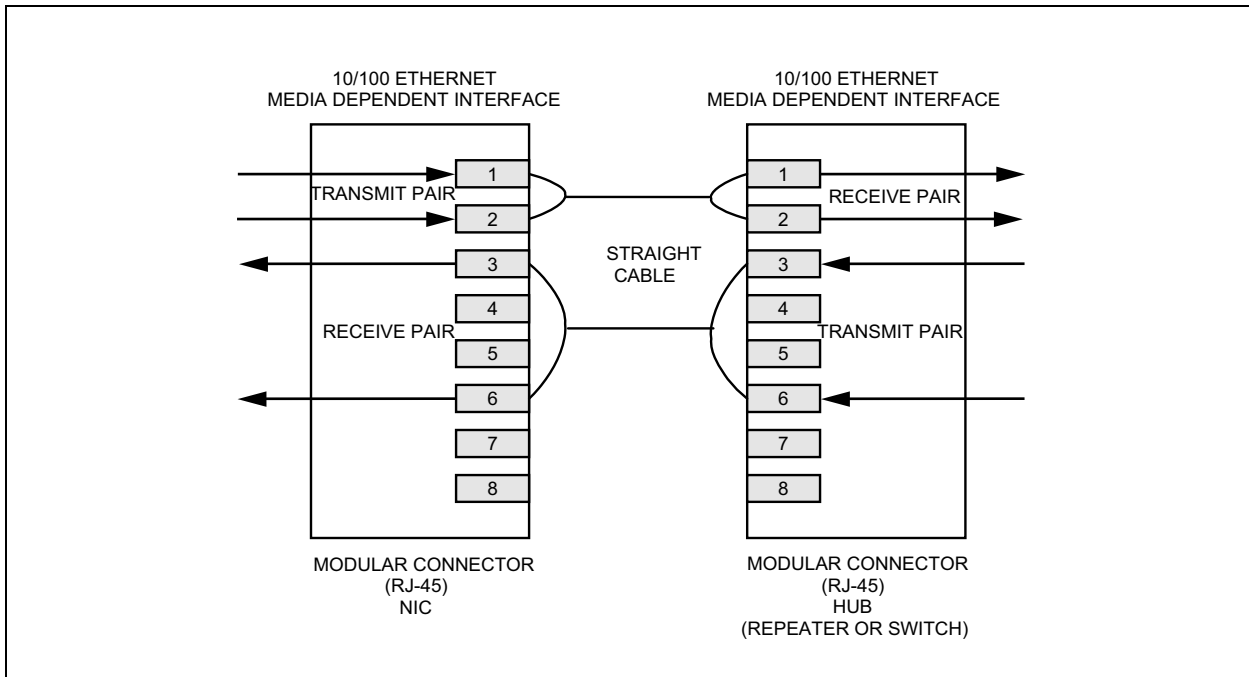 10/100 ETHERNET
MEDIA DEPENDENT INTERFACE
1
2
3
4
5
6
7
8
TRANSMIT PAIR
RECEIVE PAIR
MODULAR CONNECTOR
(RJ-45)
NIC
STRAIGHT
CABLE
10/100 ETHERNET
MEDIA DEPENDENT INTERFACE
1
2
3
4
5
6
7
8
RECEIVE PAIR
TRANSMIT PAIR
MODULAR CONNECTOR
(RJ-45)
HUB
(REPEATER OR SWITCH)